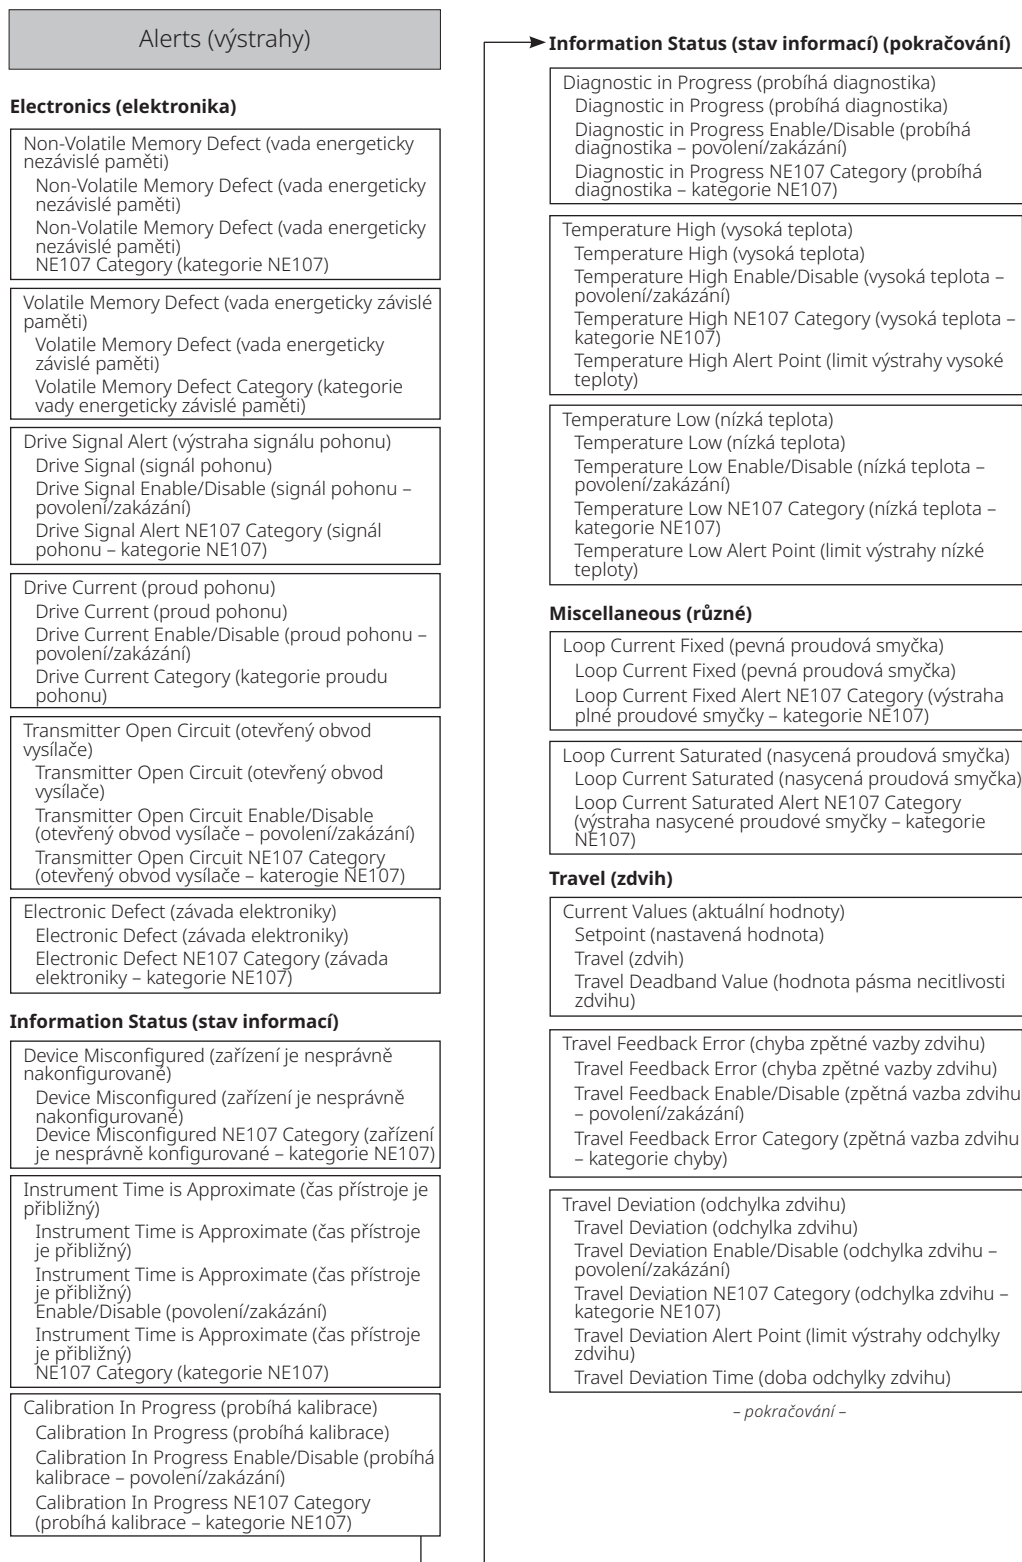 Alerts (výstrahy)
Electronics (elektronika)
Non-Volatile Memory Defect (vada energeticky
nezávislé paměti)
Non-Volatile Memory Defect (vada energeticky
nezávislé paměti)
Non-Volatile Memory Defect (vada energeticky
nezávislé paměti)
NE107 Category (kategorie NE107)
Volatile Memory Defect (vada energeticky závislé
paměti)
Volatile Memory Defect (vada energeticky
závislé paměti)
Volatile Memory Defect Category (kategorie
vady energeticky závislé paměti)
Drive Signal Alert (výstraha signálu pohonu)
Drive Signal (signál pohonu)
Drive Signal Enable/Disable (signál pohonu –
povolení/zakázání)
Drive Signal Alert NE107 Category (signál
pohonu – kategorie NE107)
Drive Current (proud pohonu)
Drive Current (proud pohonu)
Drive Current Enable/Disable (proud pohonu –
povolení/zakázání)
Drive Current Category (kategorie proudu
pohonu)
Transmitter Open Circuit (otevřený obvod
vysílače)
Transmitter Open Circuit (otevřený obvod
vysílače)
Transmitter Open Circuit Enable/Disable
(otevřený obvod vysílače – povolení/zakázání)
Transmitter Open Circuit NE107 Category
(otevřený obvod vysílače – katerogie NE107)
Electronic Defect (závada elektroniky)
Electronic Defect (závada elektroniky)
Electronic Defect NE107 Category (závada
elektroniky – kategorie NE107)
Information Status (stav informací)
Device Misconfigured (zařízení je nesprávně
nakonfigurované)
Device Misconfigured (zařízení je nesprávně
nakonfigurované)
Device Misconfigured NE107 Category (zařízení
je nesprávně konfigurované – kategorie NE107)
Instrument Time is Approximate (čas přístroje je
přibližný)
Instrument Time is Approximate (čas přístroje
je přibližný)
Instrument Time is Approximate (čas přístroje
je přibližný)
Enable/Disable (povolení/zakázání)
Instrument Time is Approximate (čas přístroje
je přibližný)
NE107 Category (kategorie NE107)
Calibration In Progress (probíhá kalibrace)
Calibration In Progress (probíhá kalibrace)
Calibration In Progress Enable/Disable (probíhá
kalibrace – povolení/zakázání)
Calibration In Progress NE107 Category
(probíhá kalibrace – kategorie NE107)
Information Status (stav informací) (pokračování)
Diagnostic in Progress (probíhá diagnostika)
Diagnostic in Progress (probíhá diagnostika)
Diagnostic in Progress Enable/Disable (probíhá
diagnostika – povolení/zakázání)
Diagnostic in Progress NE107 Category (probíhá
diagnostika – kategorie NE107)
Temperature High (vysoká teplota)
Temperature High (vysoká teplota)
Temperature High Enable/Disable (vysoká teplota –
povolení/zakázání)
Temperature High NE107 Category (vysoká teplota –
kategorie NE107)
Temperature High Alert Point (limit výstrahy vysoké
teploty)
Temperature Low (nízká teplota)
Temperature Low (nízká teplota)
Temperature Low Enable/Disable (nízká teplota –
povolení/zakázání)
Temperature Low NE107 Category (nízká teplota –
kategorie NE107)
Temperature Low Alert Point (limit výstrahy nízké
teploty)
Miscellaneous (různé)
Loop Current Fixed (pevná proudová smyčka)
Loop Current Fixed (pevná proudová smyčka)
Loop Current Fixed Alert NE107 Category (výstraha
plné proudové smyčky – kategorie NE107)
Loop Current Saturated (nasycená proudová smyčka)
Loop Current Saturated (nasycená proudová smyčka)
Loop Current Saturated Alert NE107 Category
(výstraha nasycené proudové smyčky – kategorie
NE107)
Travel (zdvih)
Current Values (aktuální hodnoty)
Setpoint (nastavená hodnota)
Travel (zdvih)
Travel Deadband Value (hodnota pásma necitlivosti
zdvihu)
Travel Feedback Error (chyba zpětné vazby zdvihu)
Travel Feedback Error (chyba zpětné vazby zdvihu)
Travel Feedback Enable/Disable (zpětná vazba zdvihu
– povolení/zakázání)
Travel Feedback Error Category (zpětná vazba zdvihu
– kategorie chyby)
Travel Deviation (odchylka zdvihu)
Travel Deviation (odchylka zdvihu)
Travel Deviation Enable/Disable (odchylka zdvihu –
povolení/zakázání)
Travel Deviation NE107 Category (odchylka zdvihu –
kategorie NE107)
Travel Deviation Alert Point (limit výstrahy odchylky
zdvihu)
Travel Deviation Time (doba odchylky zdvihu)
– pokračování –